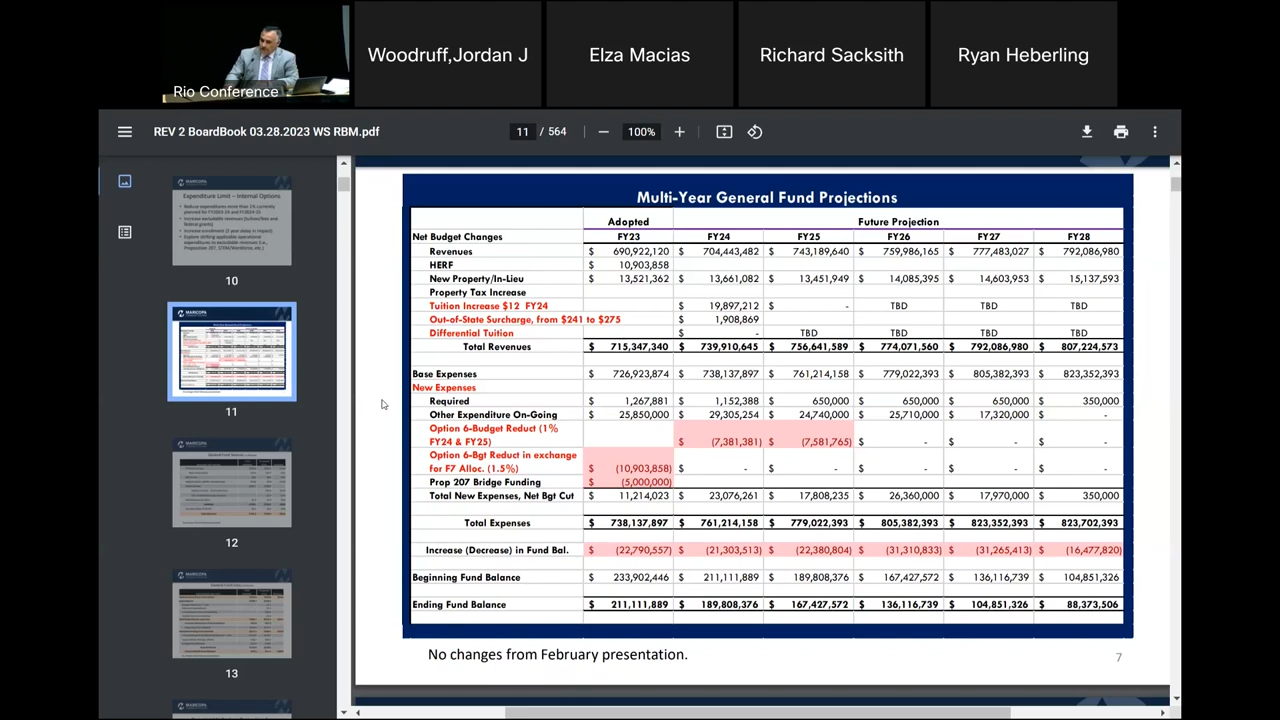 Rio Conference
Woodruff,Jordan J
Elza Macias
Richard Sacksith
Ryan Heberling
REV 2 BoardBook 03.28.2023 WS RBM.pdf
11 / 564
100%
Expenditure Limit – Internal Options
10
11
12
13
Multi-Year General Fund Projections
Adopted Future Projection
Net Budget Changes FY23 FY24 FY25 FY26 FY27 FY28
Revenues $ 690,922,120 $ 704,443,482 $ 743,189,640 $ 759,986,165 $ 777,483,027 $ 792,086,980
HERF $ 10,903,858
New Property/In-Lieu $ 13,521,362 $ 13,661,082 $ 13,451,949 $ 14,085,395 $ 14,603,953 $ 15,137,593
Property Tax Increase
Tuition Increase $12 FY24 $ 19,897,212 $ - TBD TBD TBD
Out-of-State Surcharge, from $241 to $275 $ 1,908,869
Differential Tuition $ - TBD TBD TBD
Total Revenues $ 715,347,340 $ 739,910,645 $ 756,641,589 $ 774,071,560 $ 792,086,980 $ 807,224,573
Base Expenses $ 726,923,874 $ 738,137,897 $ 761,214,158 $ $ 805,382,393 $ 823,352,393
New Expenses
Required $ 1,267,881 $ 1,152,388 $ 650,000 $ 650,000 $ 650,000 $ 350,000
Other Expenditure On-Going $ 25,850,000 $ 29,305,254 $ 24,740,000 $ 25,710,000 $ 17,320,000 $ -
Option 6-Budget Reduct (1%
FY24 & FY25) $ (7,381,381) $ (7,581,765) $ - $ - $ -
Option 6-Bgt Reduct in exchange
for F7 Alloc. (1.5%) $ (10,903,858) $ - $ - $ - $ - $ -
Prop 207 Bridge Funding $ (5,000,000)
Total New Expenses, Net Bgt Cut $ 11,214,023 $ 23,076,261 $ 17,808,235 $ 26,360,000 $ 17,970,000 $ 350,000
Total Expenses $ 738,137,897 $ 761,214,158 $ 779,022,393 $ 805,382,393 $ 823,352,393 $ 823,702,393
Increase (Decrease) in Fund Bal. $ (22,790,557) $ (21,303,513) $ (22,380,804) $ (31,310,833) $ (31,265,413) $ (16,477,820)
Beginning Fund Balance $ 233,902,446 $ 211,111,889 $ 189,808,376 $ 167,427,572 $ 136,116,739 $ 104,851,326
Ending Fund Balance $ 211,111,889 $ 189,808,376 $ 167,427,572 $ 136,116,739 $ 104,851,326 $ 88,373,506
No changes from February presentation.
7